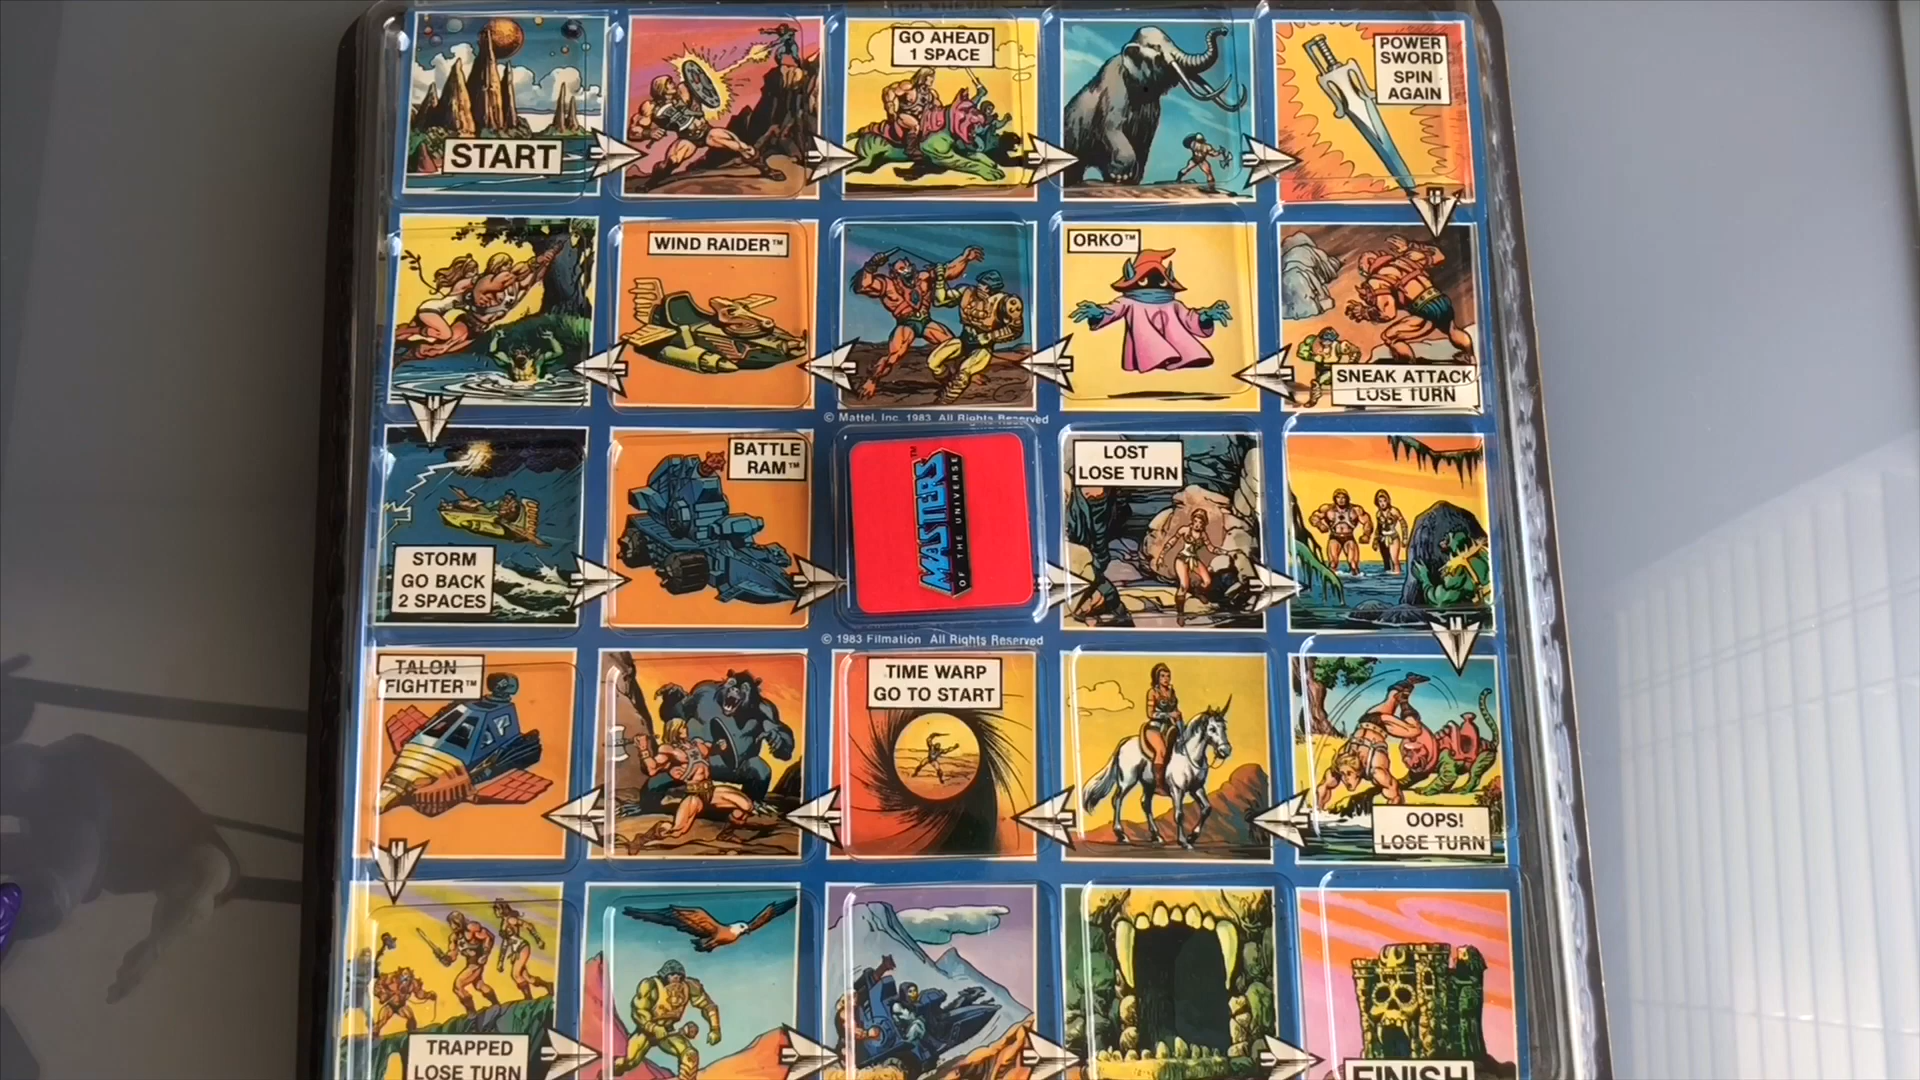 GO AHEAD
1 SPACE
POWER
SWORD
SPIN
AGAIN
START
WIND RAIDER™
ORKO™
SNEAK ATTACK
LOSE TURN
© Mattel, Inc. 1983 All Rights Reserved
BATTLE
RAM™
MASTERS™
OF THE UNIVERSE
LOST
LOSE TURN
STORM
GO BACK
2 SPACES
© 1983 Filmation All Rights Reserved
TALON
FIGHTER™
TIME WARP
GO TO START
OOPS!
LOSE TURN
TRAPPED
LOSE TURN
FINISH